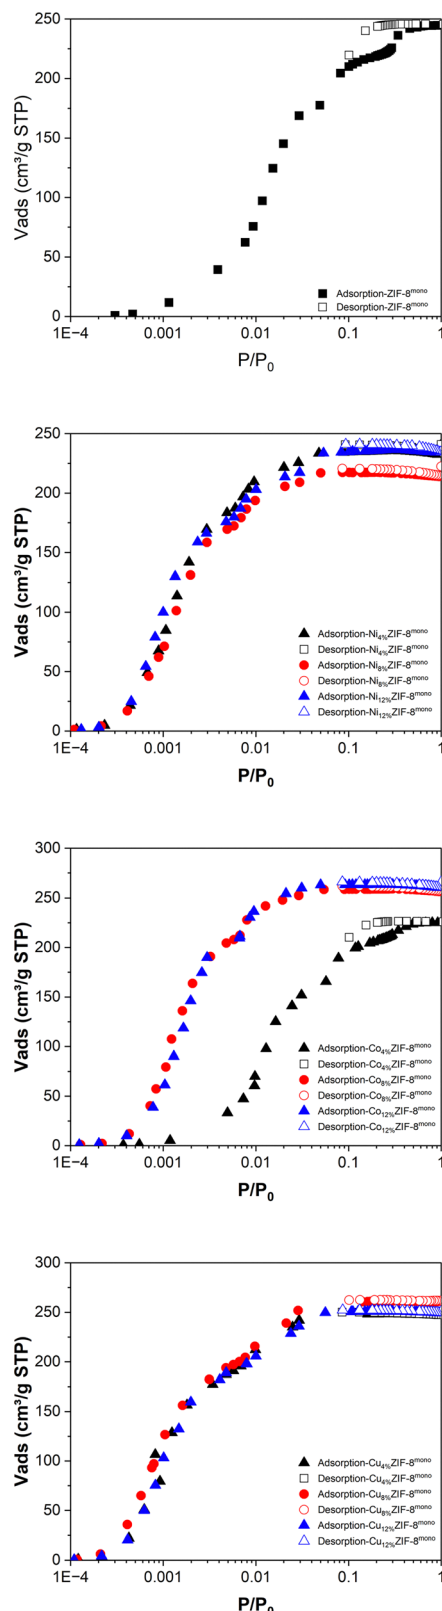 250
200
150
100
50
0
Vads (cm³/g STP)
Adsorption-ZIF-8ᵐᵒⁿᵒ
Desorption-ZIF-8ᵐᵒⁿᵒ
1E−4 0.001 0.01 0.1 1
P/P₀
250
200
150
100
50
0
Vads (cm³/g STP)
Adsorption-Ni₄%ZIF-8ᵐᵒⁿᵒ
Desorption-Ni₄%ZIF-8ᵐᵒⁿᵒ
Adsorption-Ni₈%ZIF-8ᵐᵒⁿᵒ
Desorption-Ni₈%ZIF-8ᵐᵒⁿᵒ
Adsorption-Ni₁₂%ZIF-8ᵐᵒⁿᵒ
Desorption-Ni₁₂%ZIF-8ᵐᵒⁿᵒ
1E−4 0.001 0.01 0.1 1
P/P₀
300
250
200
150
100
50
0
Vads (cm³/g STP)
Adsorption-Co₄%ZIF-8ᵐᵒⁿᵒ
Desorption-Co₄%ZIF-8ᵐᵒⁿᵒ
Adsorption-Co₈%ZIF-8ᵐᵒⁿᵒ
Desorption-Co₈%ZIF-8ᵐᵒⁿᵒ
Adsorption-Co₁₂%ZIF-8ᵐᵒⁿᵒ
Desorption-Co₁₂%ZIF-8ᵐᵒⁿᵒ
1E−4 0.001 0.01 0.1 1
P/P₀
300
250
200
150
100
50
0
Vads (cm³/g STP)
Adsorption-Cu₄%ZIF-8ᵐᵒⁿᵒ
Desorption-Cu₄%ZIF-8ᵐᵒⁿᵒ
Adsorption-Cu₈%ZIF-8ᵐᵒⁿᵒ
Desorption-Cu₈%ZIF-8ᵐᵒⁿᵒ
Adsorption-Cu₁₂%ZIF-8ᵐᵒⁿᵒ
Desorption-Cu₁₂%ZIF-8ᵐᵒⁿᵒ
1E−4 0.001 0.01 0.1 1
P/P₀